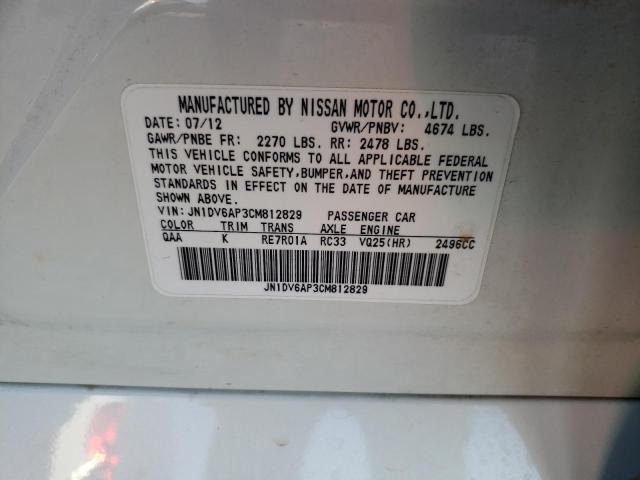 MANUFACTURED BY NISSAN MOTOR CO.,LTD.
DATE: 07/12 GVWR/PNBV: 4674 LBS.
GAWR/PNBE FR: 2270 LBS. RR: 2478 LBS.
THIS VEHICLE CONFORMS TO ALL APPLICABLE FEDERAL
MOTOR VEHICLE SAFETY,BUMPER,AND THEFT PREVENTION
STANDARDS IN EFFECT ON THE DATE OF MANUFACTURE
SHOWN ABOVE.
VIN: JN1DV6AP3CM812829 PASSENGER CAR
COLOR TRIM TRANS AXLE ENGINE
QAA K RE7R01A RC33 VQ25(HR) 2496CC
JN1DV6AP3CM812829